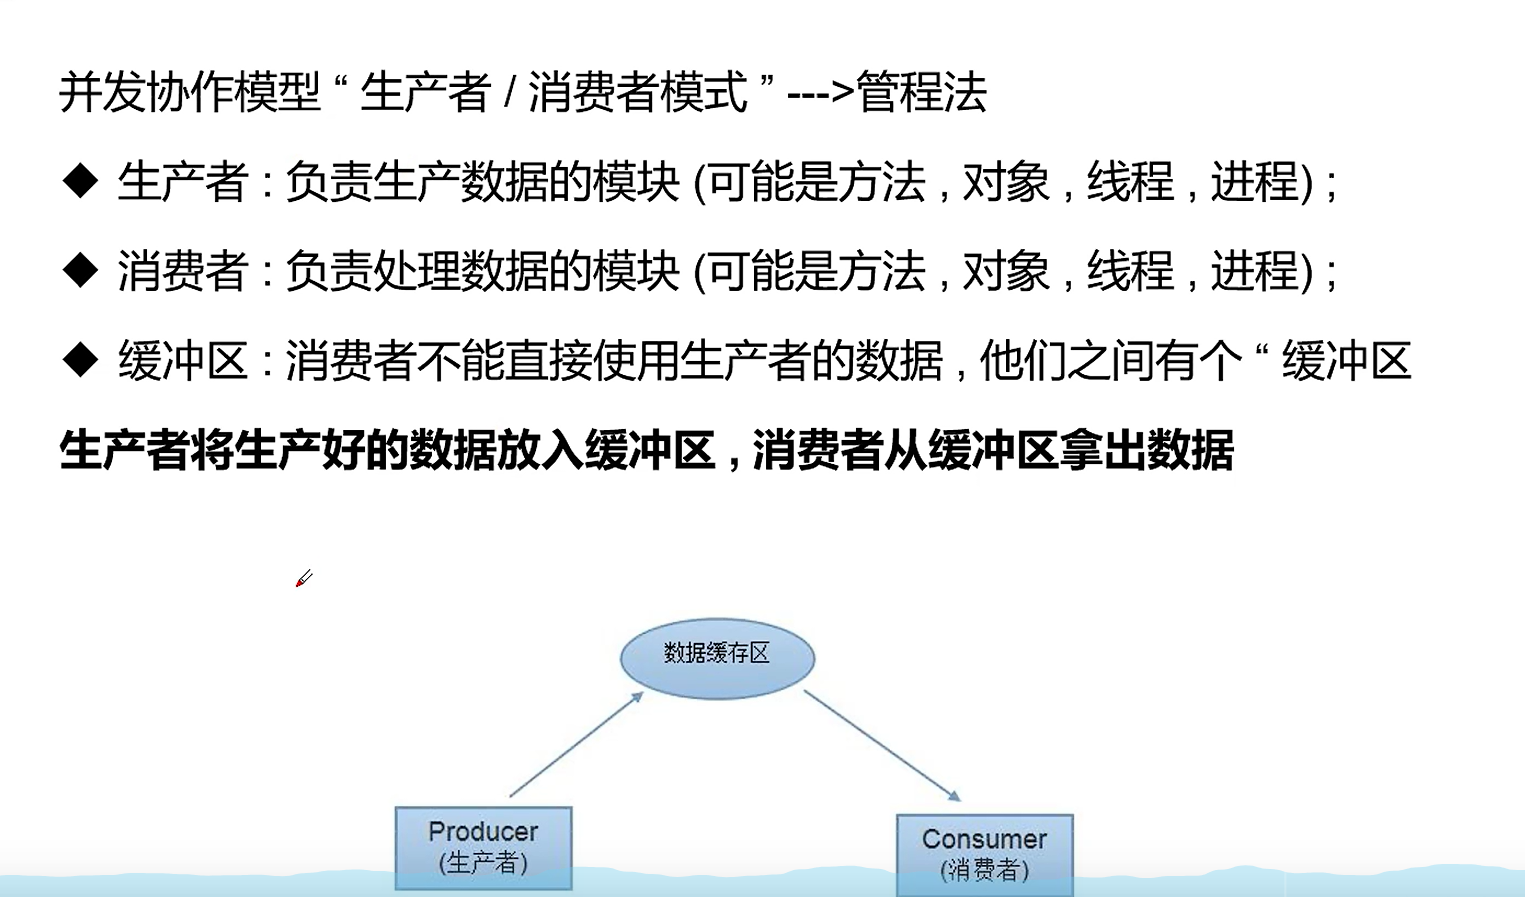 并发协作模型 “ 生产者 / 消费者模式 ” --->管程法
◆ 生产者 : 负责生产数据的模块 (可能是方法 , 对象 , 线程 , 进程) ;
◆ 消费者 : 负责处理数据的模块 (可能是方法 , 对象 , 线程 , 进程) ;
◆ 缓冲区 : 消费者不能直接使用生产者的数据 , 他们之间有个 “ 缓冲区
生产者将生产好的数据放入缓冲区 , 消费者从缓冲区拿出数据
数据缓存区
Producer
(生产者)
Consumer
(消费者)